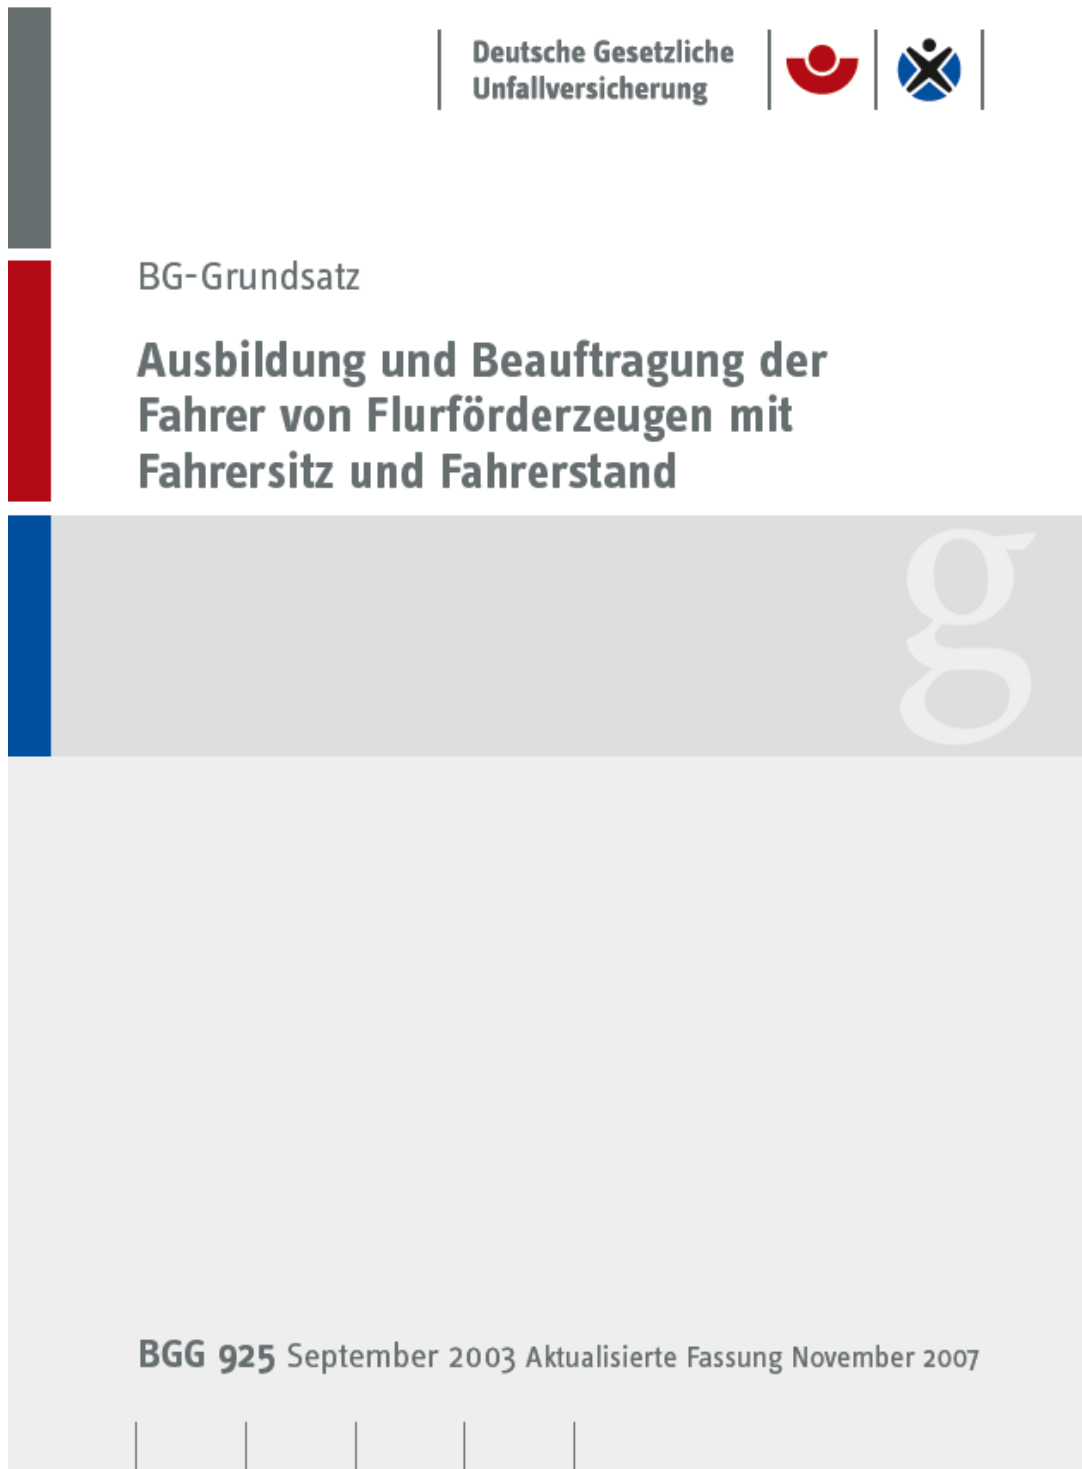 Deutsche Gesetzliche
Unfallversicherung
BG-Grundsatz
Ausbildung und Beauftragung der
Fahrer von Flurförderzeugen mit
Fahrersitz und Fahrerstand
g
BGG 925 September 2003 Aktualisierte Fassung November 2007